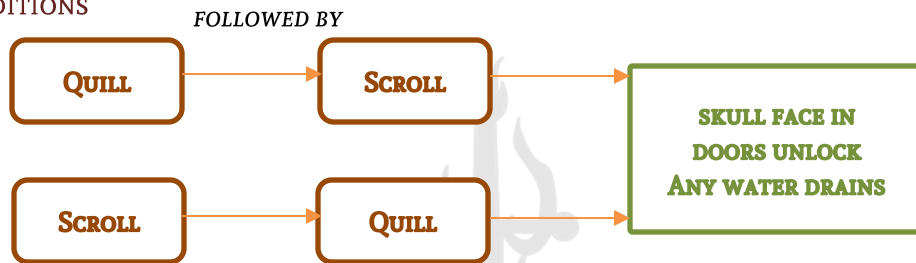 DITIONS
FOLLOWED BY
QUILL
SCROLL
SKULL FACE IN
DOORS UNLOCK
ANY WATER DRAINS
SCROLL
QUILL